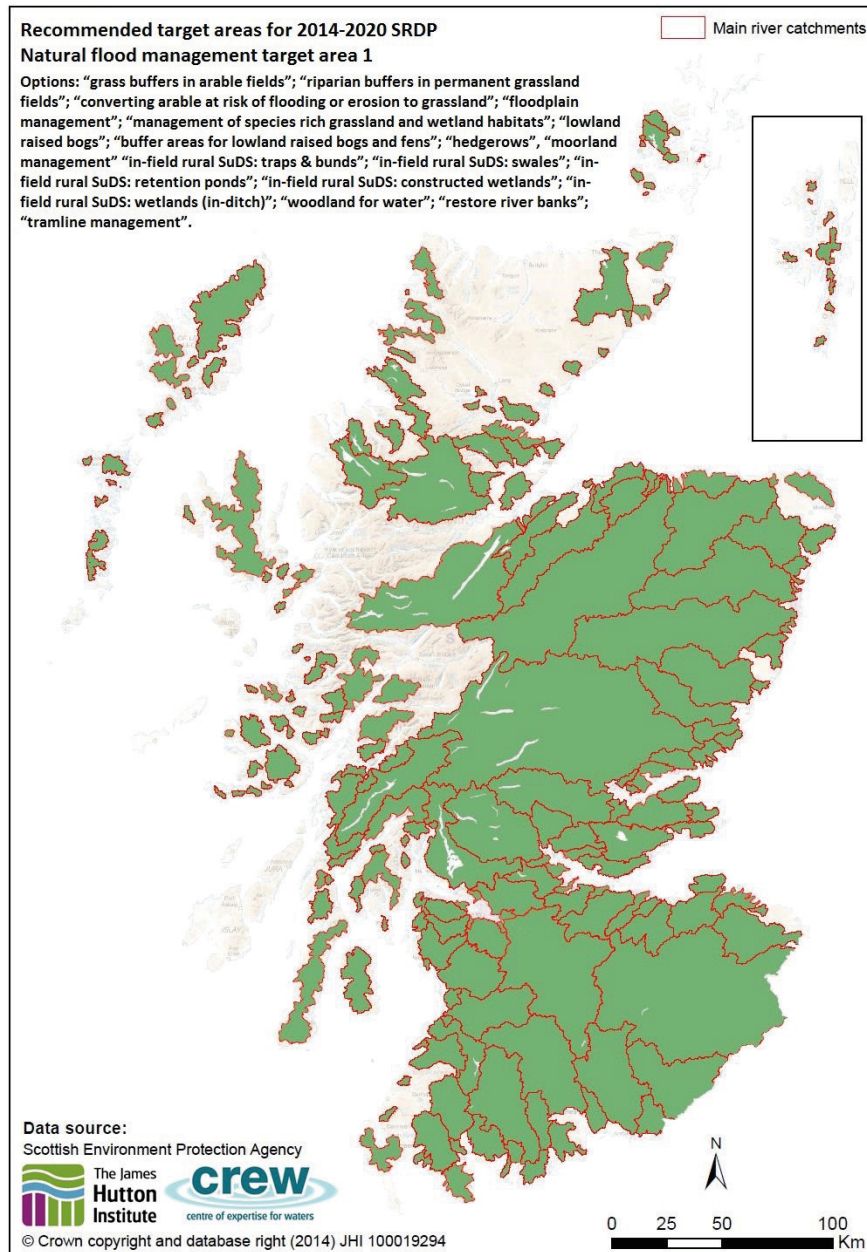 Recommended target areas for 2014-2020 SRDP
Natural flood management target area 1
Options: “grass buffers in arable fields”; “riparian buffers in permanent grassland
fields”; “converting arable at risk of flooding or erosion to grassland”; “floodplain
management”; “management of species rich grassland and wetland habitats”; “lowland
raised bogs”; “buffer areas for lowland raised bogs and fens”; “hedgerows”, “moorland
management” “in-field rural SuDS: traps & bunds”; “in-field rural SuDS: swales”; “in-
field rural SuDS: retention ponds”; “in-field rural SuDS: constructed wetlands”; “in-
field rural SuDS: wetlands (in-ditch)”; “woodland for water”; “restore river banks”;
“tramline management”.
Main river catchments
JURA
ISLAY
Data source:
Scottish Environment Protection Agency
The James
Hutton
Institute
crew
centre of expertise for waters
© Crown copyright and database right (2014) JHI 100019294
N
0 25 50 100
Km